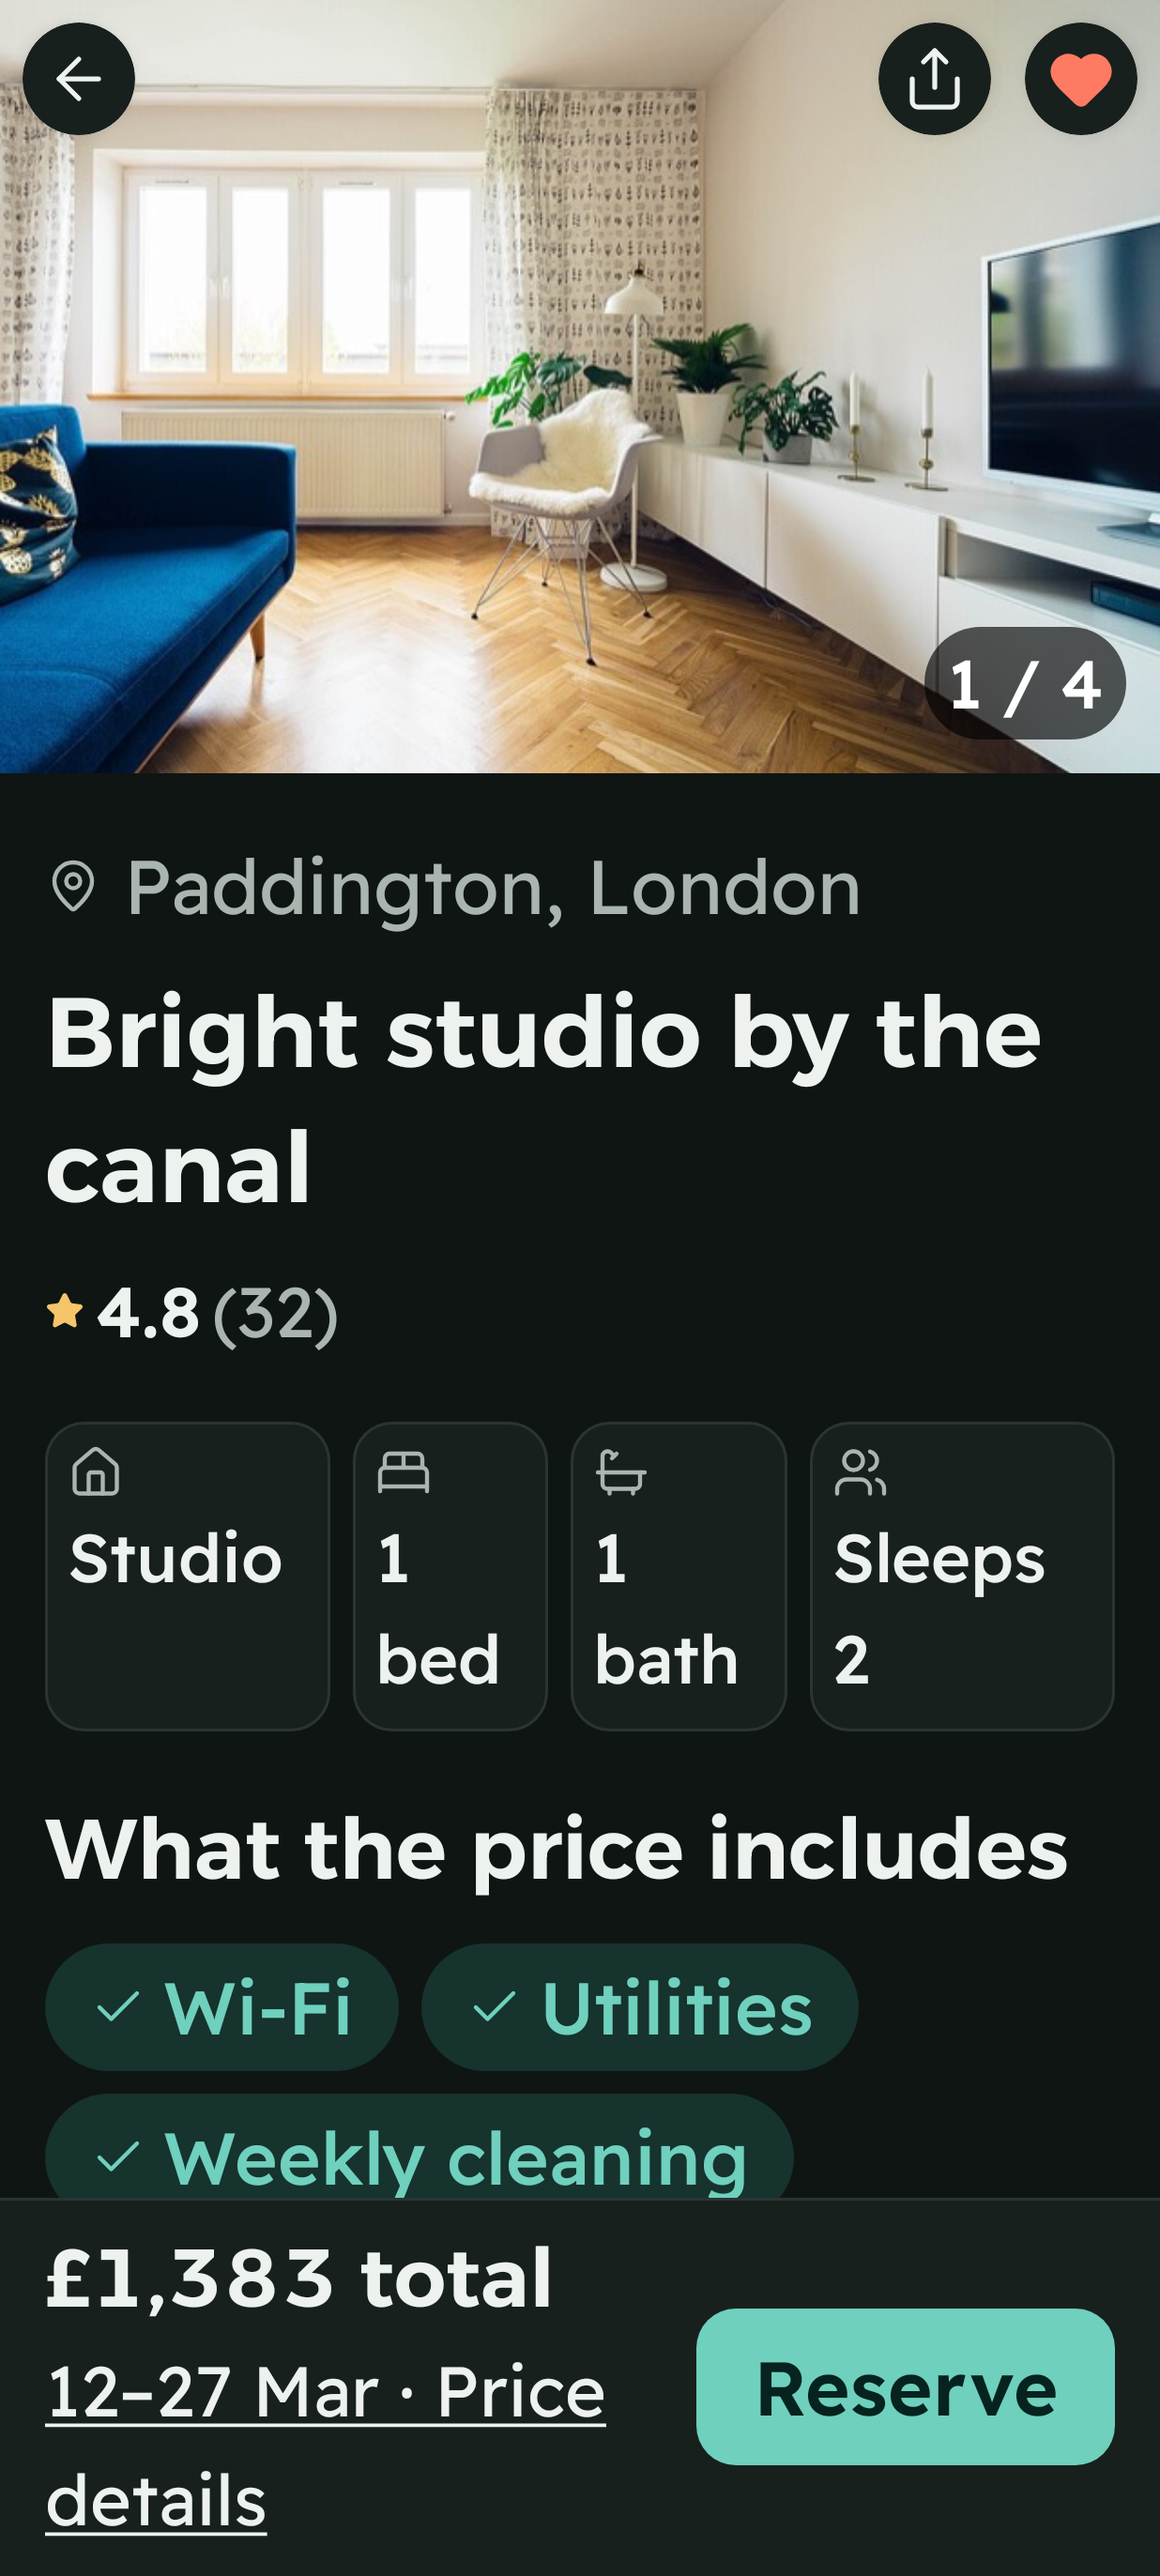 1 / 4
Paddington, London
Bright studio by the
canal
4.8 (32)
Studio
1
bed
1
bath
Sleeps
2
What the price includes
Wi-Fi
Utilities
Weekly cleaning
£1,383 total
12–27 Mar · Price
details
Reserve